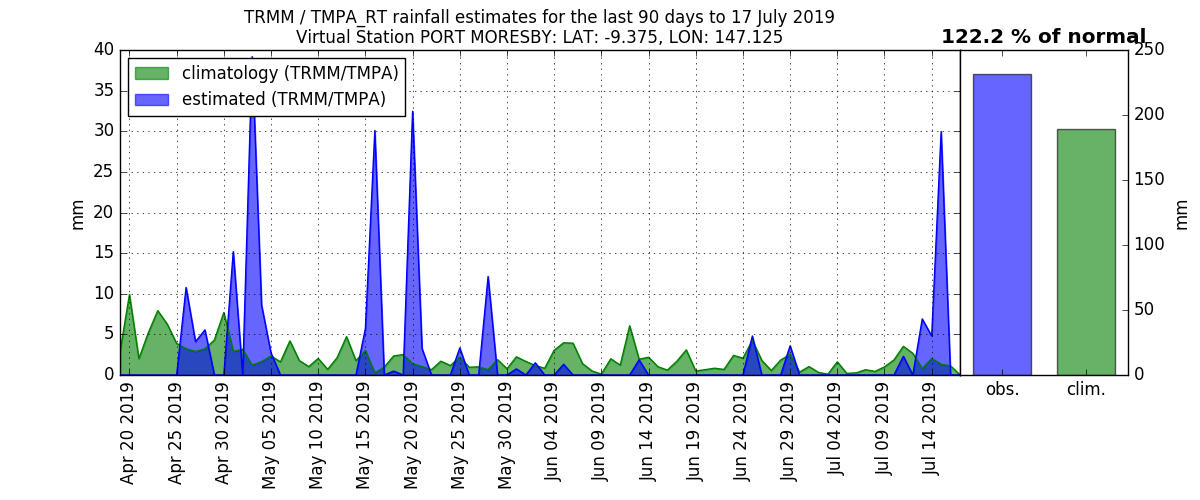 TRMM / TMPA_RT rainfall estimates for the last 90 days to 17 July 2019
Virtual Station PORT MORESBY: LAT: -9.375, LON: 147.125
122.2 % of normal
climatology (TRMM/TMPA)
estimated (TRMM/TMPA)
mm
40
35
30
25
20
15
10
5
0
Apr 20 2019
Apr 25 2019
Apr 30 2019
May 05 2019
May 10 2019
May 15 2019
May 20 2019
May 25 2019
May 30 2019
Jun 04 2019
Jun 09 2019
Jun 14 2019
Jun 19 2019
Jun 24 2019
Jun 29 2019
Jul 04 2019
Jul 09 2019
Jul 14 2019
obs.
clim.
250
200
150
100
50
0
mm